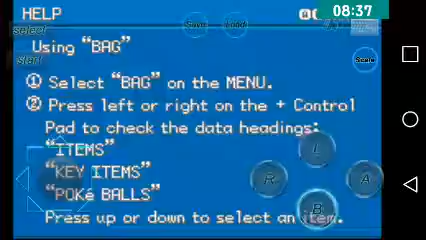 HELP
Save
Load
08:37
select
Using “BAG”
start
Scale
① Select “BAG” on the MENU.
② Press left or right on the + Control
Pad to check the data headings:
“ITEMS”
L
“KEY ITEMS”
R
A
“POKé BALLS”
B
Press up or down to select an item.